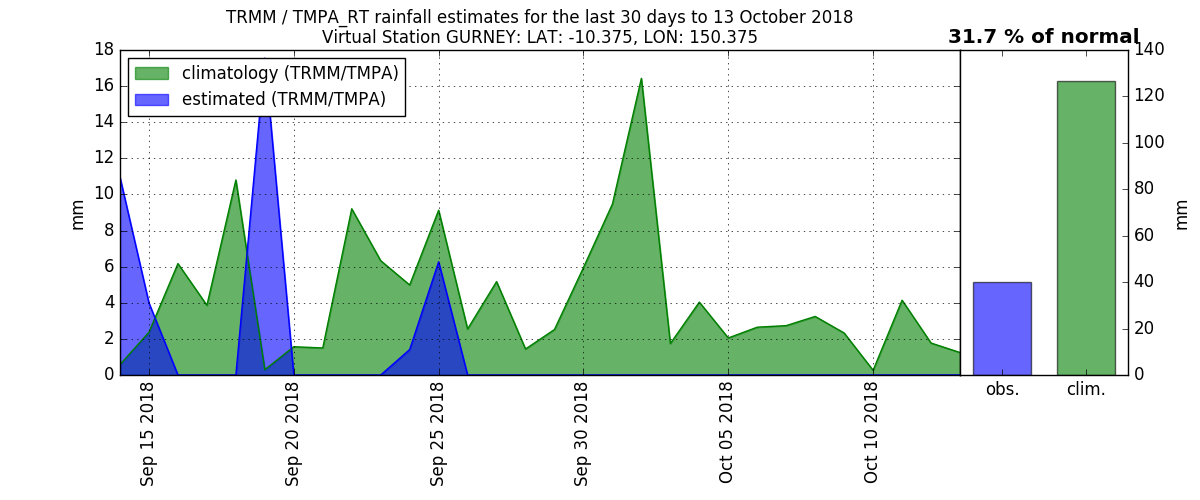 TRMM / TMPA_RT rainfall estimates for the last 30 days to 13 October 2018
Virtual Station GURNEY: LAT: -10.375, LON: 150.375
31.7 % of normal
climatology (TRMM/TMPA)
estimated (TRMM/TMPA)
mm
18
16
14
12
10
8
6
4
2
0
Sep 15 2018
Sep 20 2018
Sep 25 2018
Sep 30 2018
Oct 05 2018
Oct 10 2018
140
120
100
80
60
40
20
0
mm
obs.
clim.